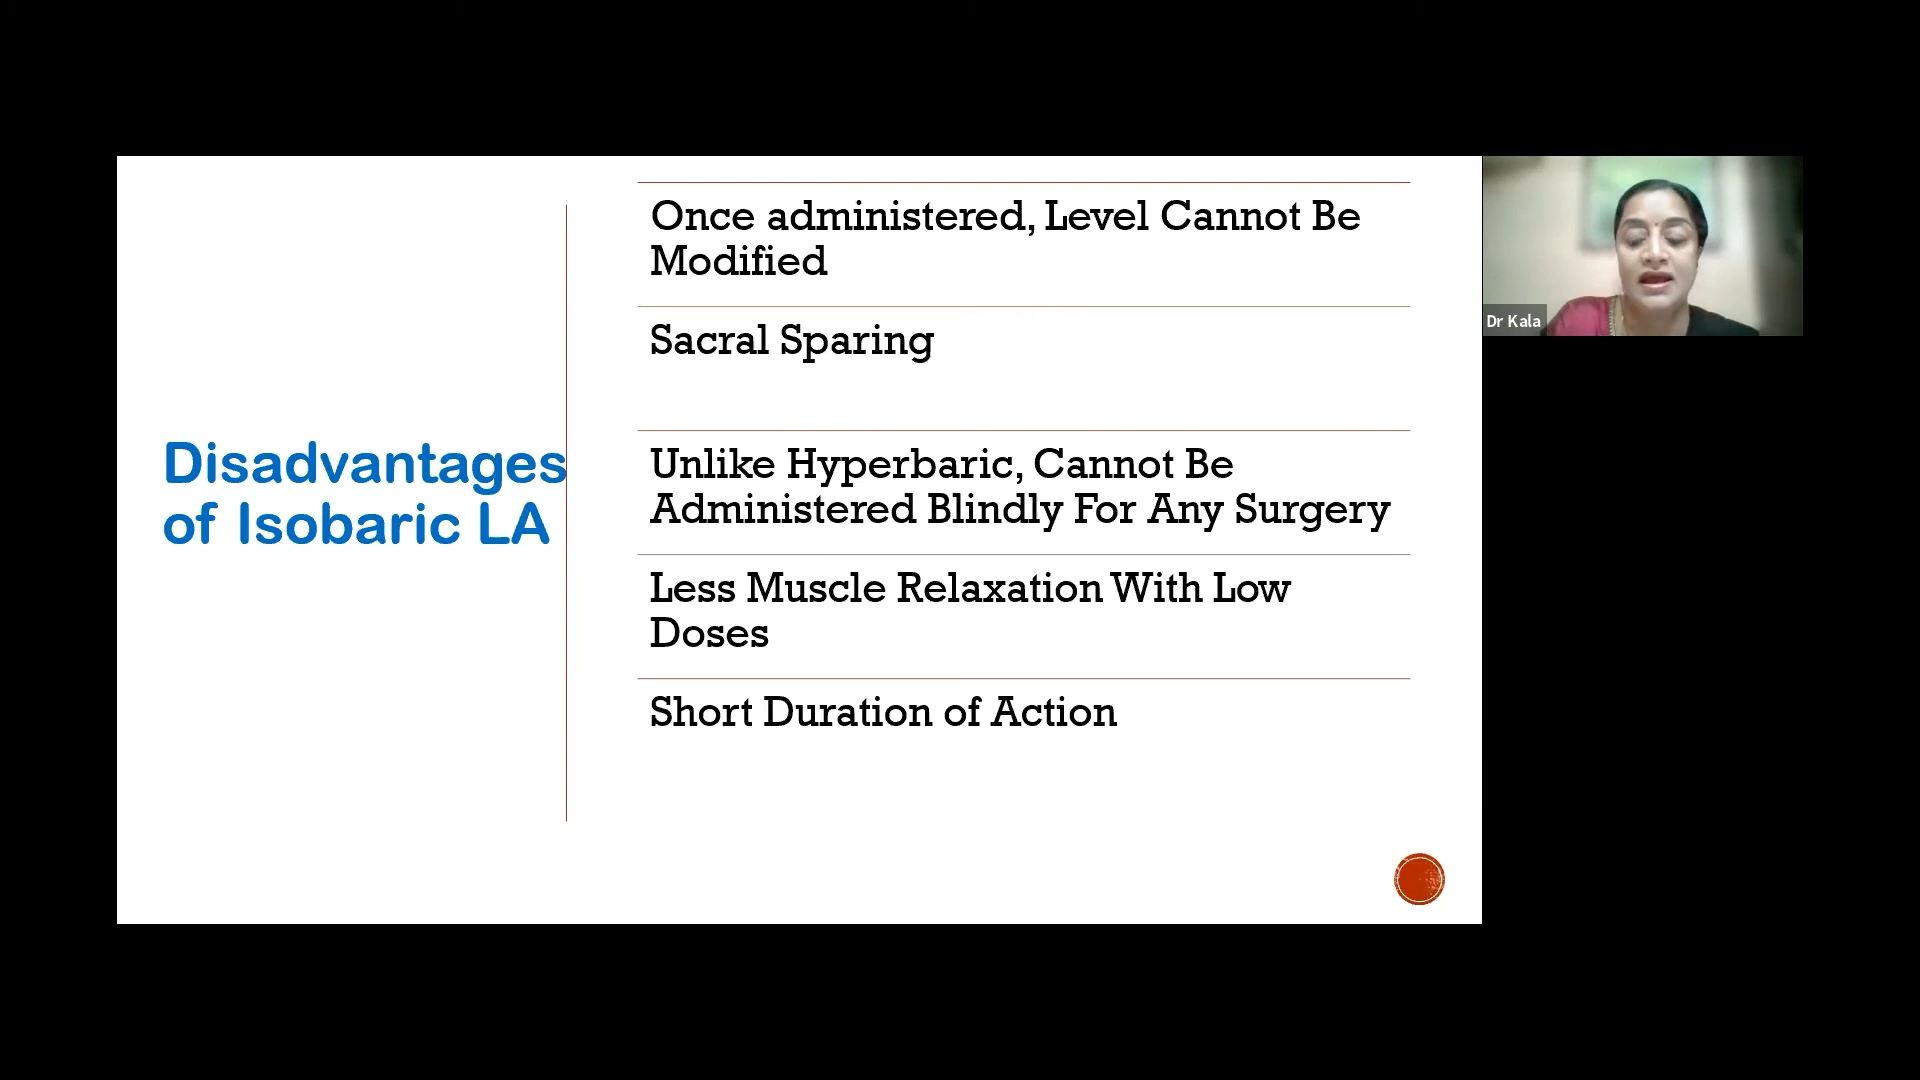 Disadvantages
of Isobaric LA
Once administered, Level Cannot Be
Modified
Sacral Sparing
Unlike Hyperbaric, Cannot Be
Administered Blindly For Any Surgery
Less Muscle Relaxation With Low
Doses
Short Duration of Action
Dr Kala